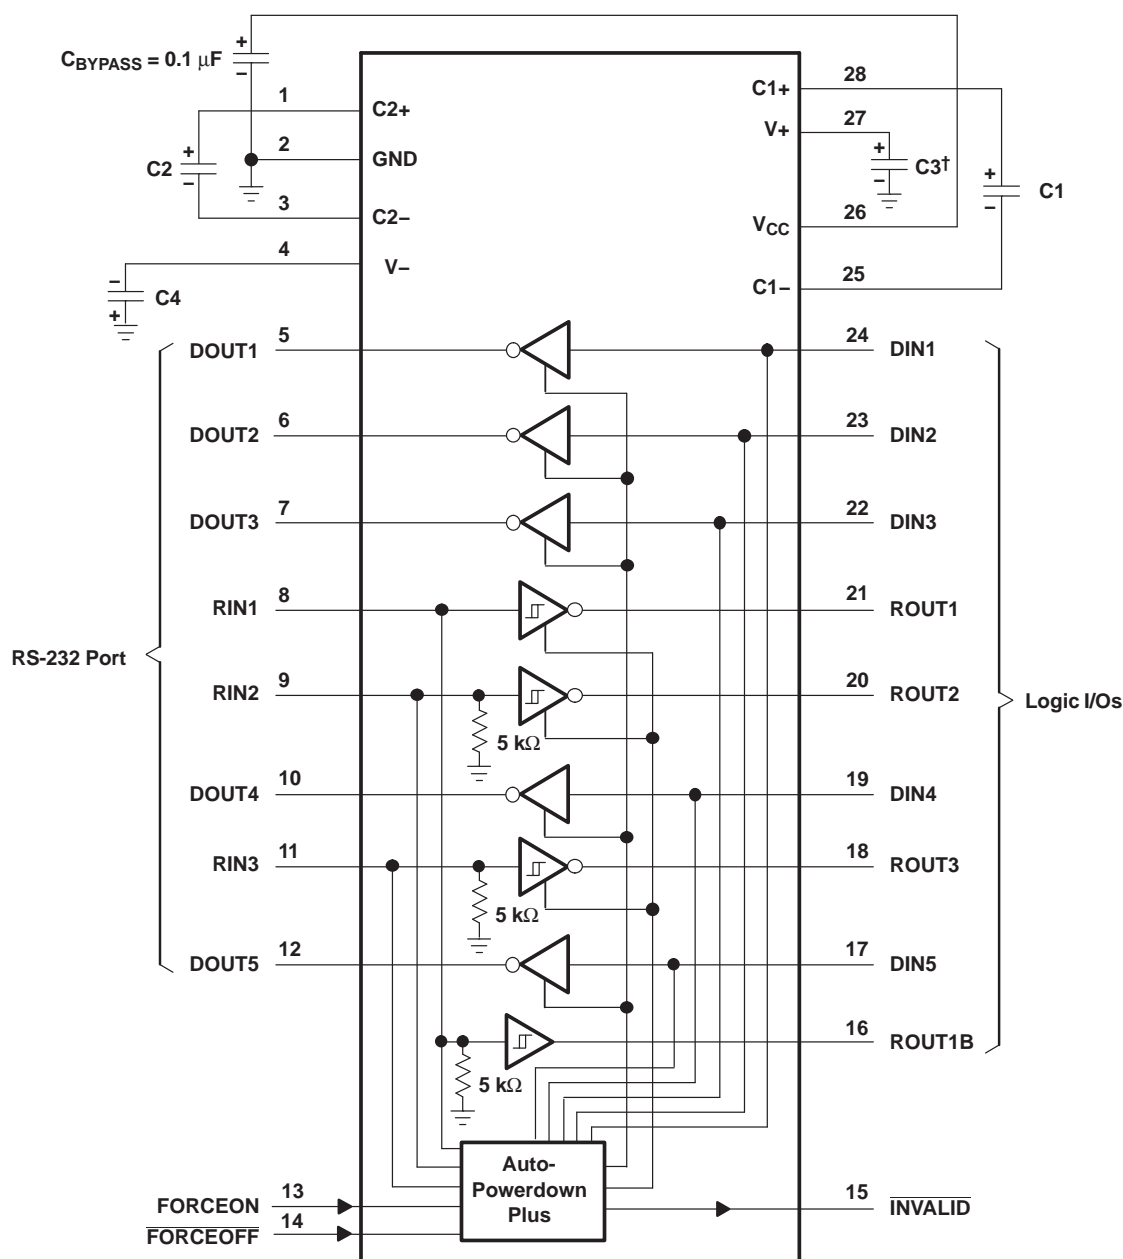 CBYPASS = 0.1 µF
+
−
1
C2+
2
GND
C2
+
−
3
C2−
4
V−
−
+
C4
C1+
28
V+
27
+
−
C3†
VCC
26
+
−
C1
C1−
25
DOUT1
5
24
DIN1
DOUT2
6
23
DIN2
DOUT3
7
22
DIN3
RIN1
8
21
ROUT1
RS-232 Port
RIN2
9
20
ROUT2
Logic I/Os
5 kΩ
DOUT4
10
19
DIN4
RIN3
11
18
ROUT3
5 kΩ
DOUT5
12
17
DIN5
16
ROUT1B
5 kΩ
Auto-
Powerdown
Plus
FORCEON
13
15
INVALID
FORCEOFF
14